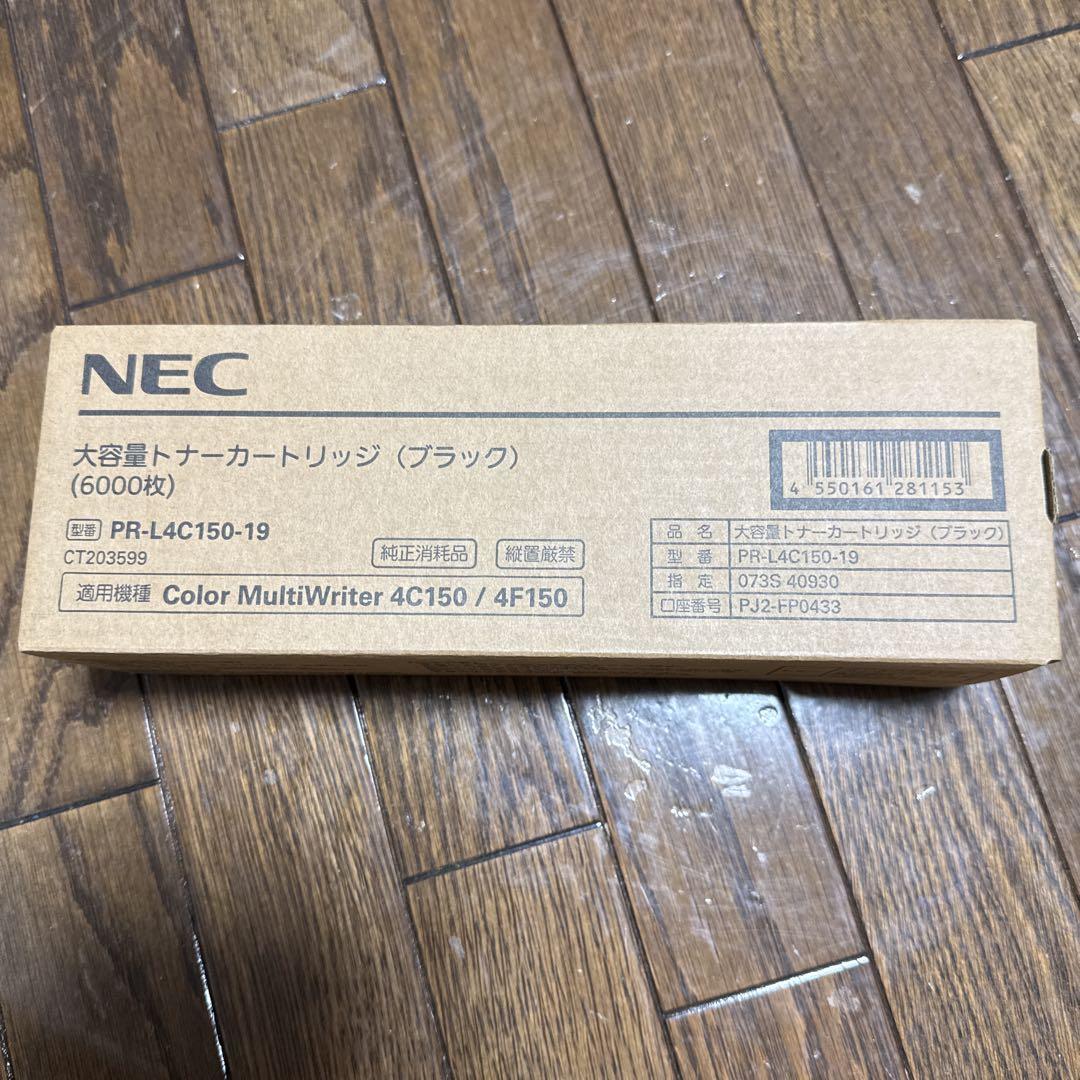 NEC
大容量トナーカートリッジ（ブラック）
(6000枚)
型番 PR-L4C150-19
CT203599
純正消耗品 縦置厳禁
適用機種 Color MultiWriter 4C150 / 4F150
4 550161 281153
品 名 大容量トナーカートリッジ（ブラック）
型 番 PR-L4C150-19
指 定 073S 40930
口座番号 PJ2-FP0433